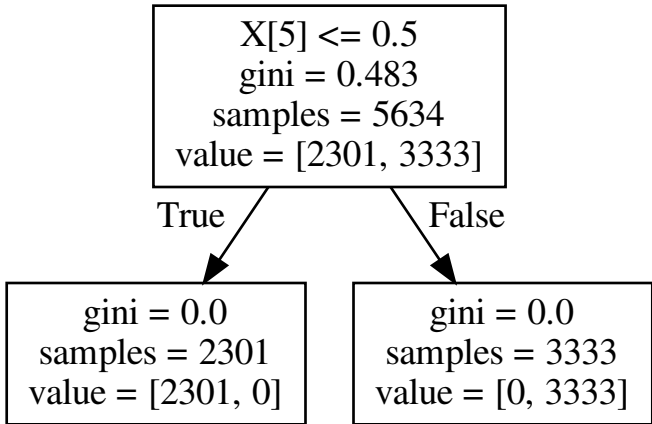 X[5] <= 0.5
gini = 0.483
samples = 5634
value = [2301, 3333]
True
False
gini = 0.0
samples = 2301
value = [2301, 0]
gini = 0.0
samples = 3333
value = [0, 3333]